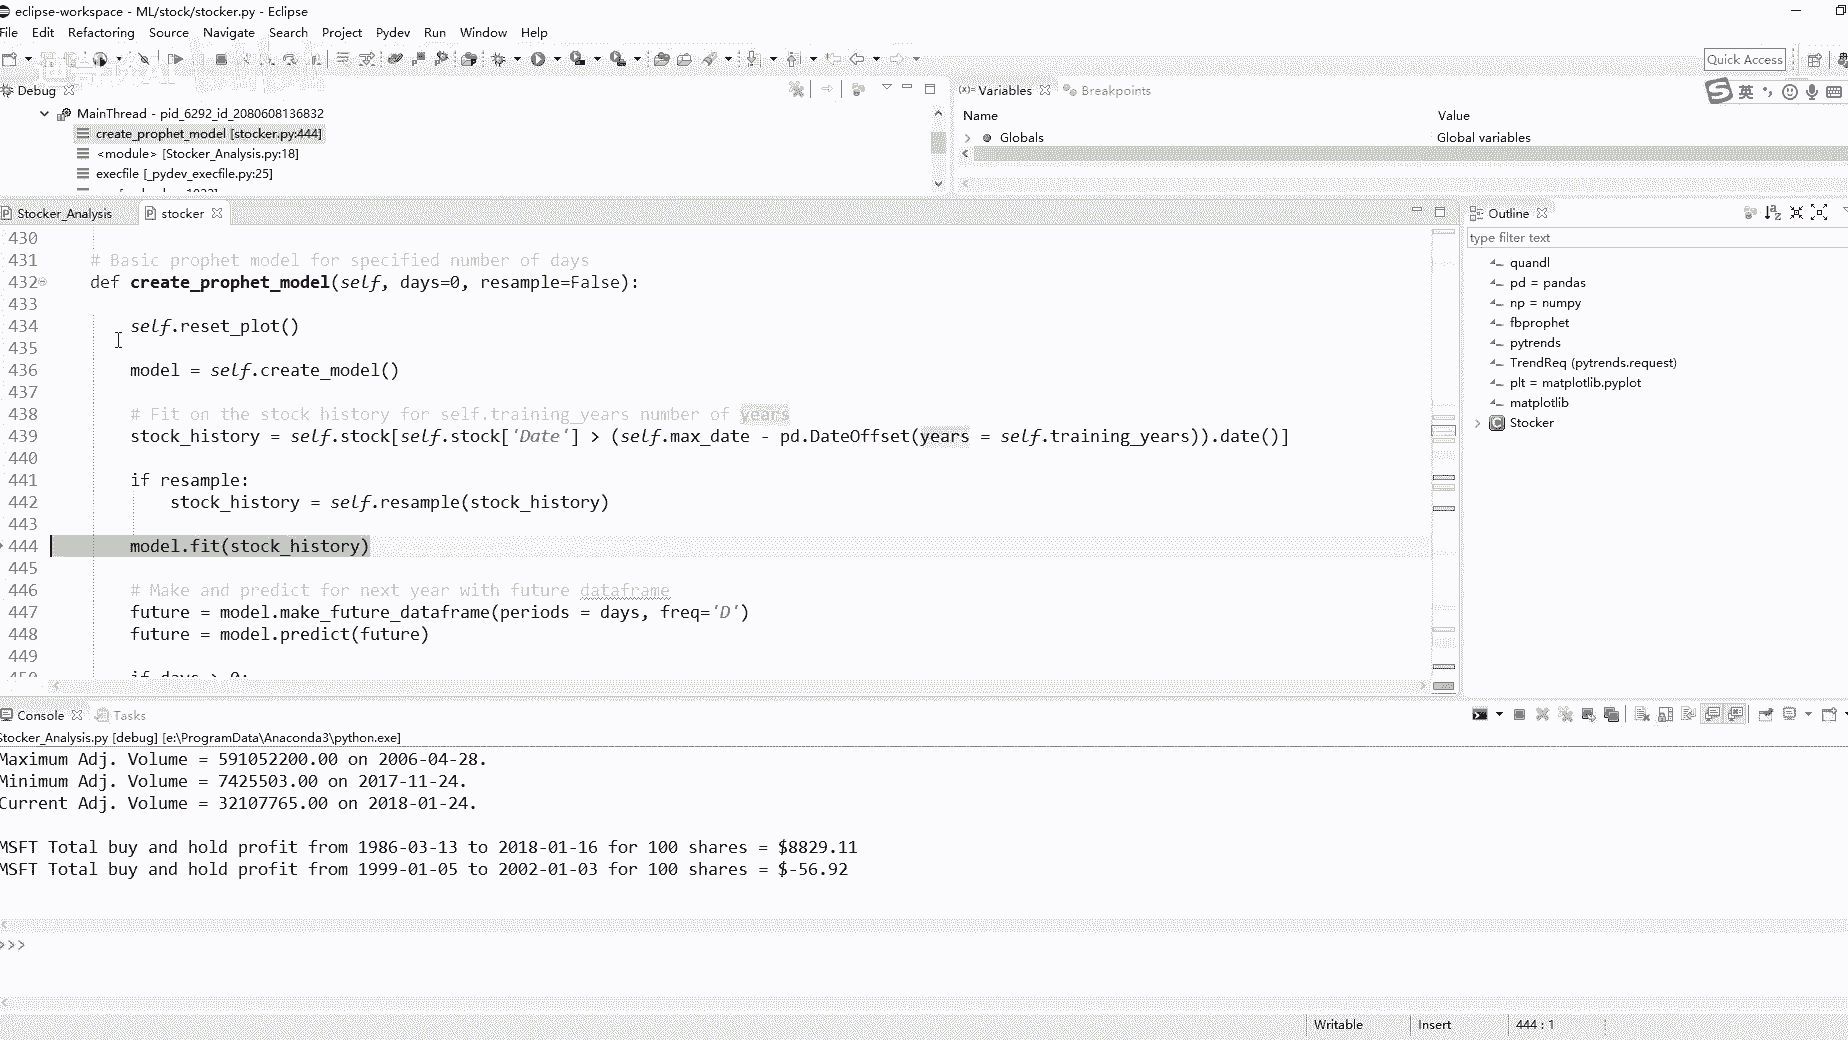 eclipse-workspace - ML/stock/stocker.py - Eclipse
File Edit Refactoring Source Navigate Search Project Pydev Run Window Help
Quick Access
Debug
(x)= Variables Breakpoints
英
MainThread - pid_6292_id_2080608136832
create_prophet_model [stocker.py:444]
<module> [Stocker_Analysis.py:18]
execfile [_pydev_execfile.py:25]
Name Value
Globals Global variables
Stocker_Analysis stocker
430
431 # Basic prophet model for specified number of days
432 def create_prophet_model(self, days=0, resample=False):
433
434 self.reset_plot()
435
436 model = self.create_model()
437
438 # Fit on the stock history for self.training_years number of years
439 stock_history = self.stock[self.stock['Date'] > (self.max_date - pd.DateOffset(years = self.training_years)).date()]
440
441 if resample:
442 stock_history = self.resample(stock_history)
443
444 model.fit(stock_history)
445
446 # Make and predict for next year with future dataframe
447 future = model.make_future_dataframe(periods = days, freq='D')
448 future = model.predict(future)
449
450 if days > 0:
Outline
type filter text
quandl
pd = pandas
np = numpy
fbprophet
pytrends
TrendReq (pytrends.request)
plt = matplotlib.pyplot
matplotlib
Stocker
Console Tasks
Stocker_Analysis.py [debug] [e:\ProgramData\Anaconda3\python.exe]
Maximum Adj. Volume = 591052200.00 on 2006-04-28.
Minimum Adj. Volume = 7425503.00 on 2017-11-24.
Current Adj. Volume = 32107765.00 on 2018-01-24.
MSFT Total buy and hold profit from 1986-03-13 to 2018-01-16 for 100 shares = $8829.11
MSFT Total buy and hold profit from 1999-01-05 to 2002-01-03 for 100 shares = $-56.92
>>>
Writable Insert 444 : 1